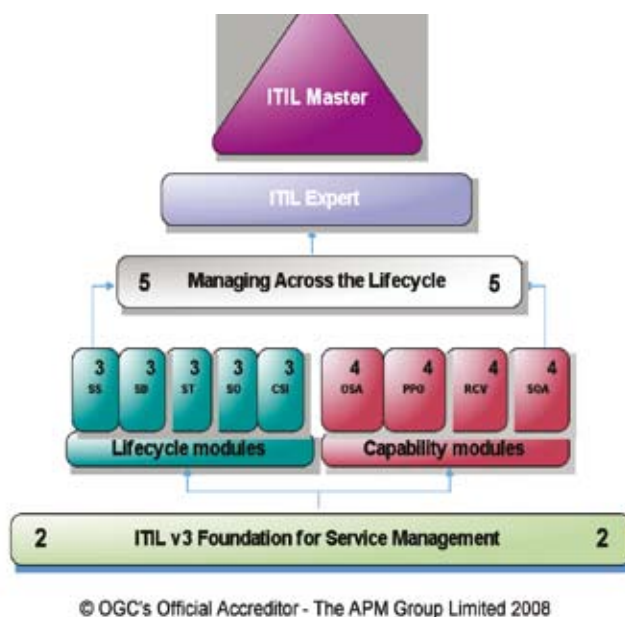 ITIL Master
ITIL Expert
5 Managing Across the Lifecycle 5
3 3 3 3 3 4 4 4 4
SS SD ST SO CSI OSA PPO RCV SOA
Lifecycle modules Capability modules
2 ITIL v3 Foundation for Service Management 2
© OGC's Official Accreditor - The APM Group Limited 2008